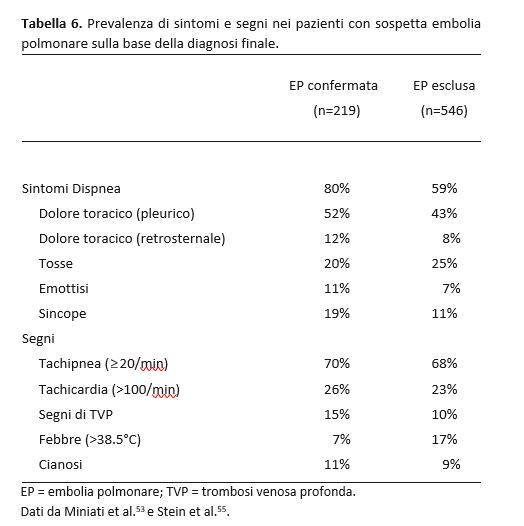 Tabella 6. Prevalenza di sintomi e segni nei pazienti con sospetta embolia
polmonare sulla base della diagnosi finale.
EP confermata EP esclusa
(n=219) (n=546)
Sintomi Dispnea 80% 59%
Dolore toracico (pleurico) 52% 43%
Dolore toracico (retrosternale) 12% 8%
Tosse 20% 25%
Emottisi 11% 7%
Sincope 19% 11%
Segni
Tachipnea (≥20/min) 70% 68%
Tachicardia (>100/min) 26% 23%
Segni di TVP 15% 10%
Febbre (>38.5°C) 7% 17%
Cianosi 11% 9%
EP = embolia polmonare; TVP = trombosi venosa profonda.
Dati da Miniati et al.⁵³ e Stein et al.⁵⁵.